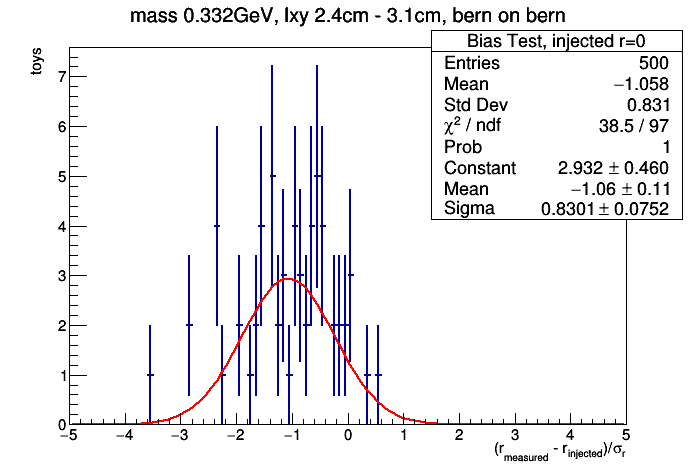 mass 0.332GeV, lxy 2.4cm - 3.1cm, bern on bern
toys
Bias Test, injected r=0
Entries 500
Mean −1.058
Std Dev 0.831
χ² / ndf 38.5 / 97
Prob 1
Constant 2.932 ± 0.460
Mean −1.06 ± 0.11
Sigma 0.8301 ± 0.0752
7
6
5
4
3
2
1
0
−5 −4 −3 −2 −1 0 1 2 3 4 5
(r_measured - r_injected)/σ_r